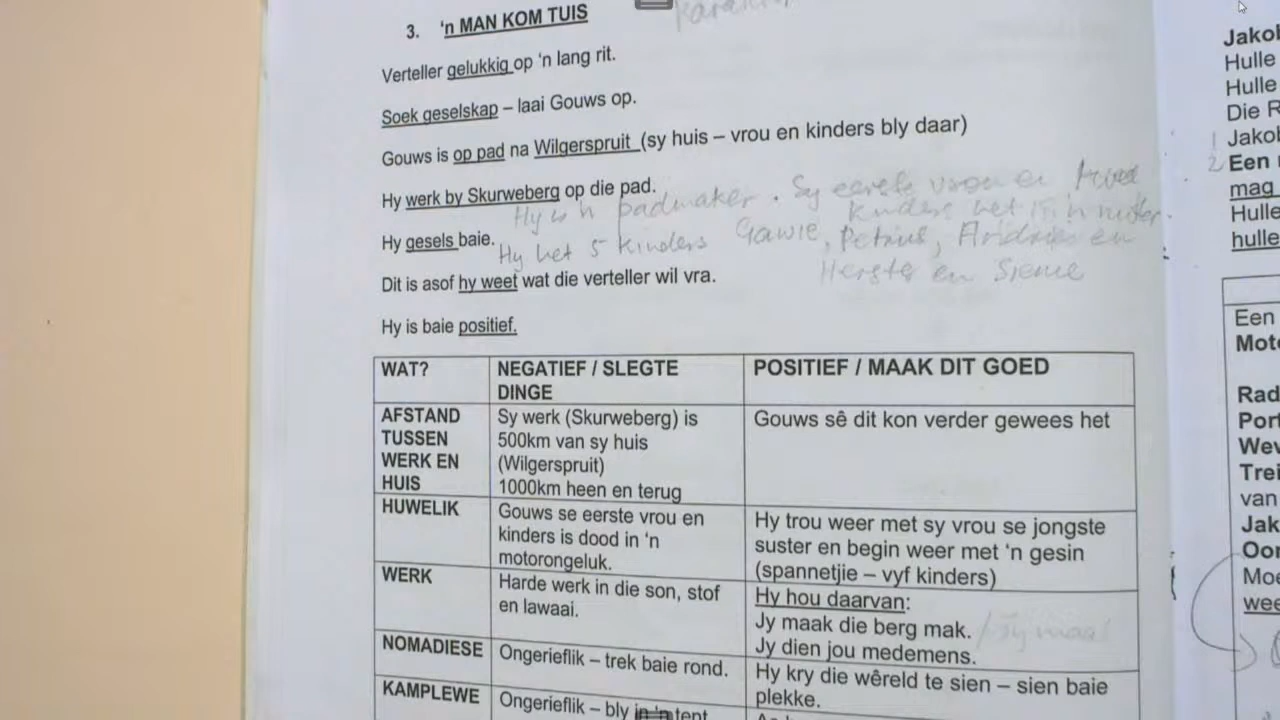 3. 'n MAN KOM TUIS
Verteller gelukkig op 'n lang rit.
Soek geselskap – laai Gouws op.
Gouws is op pad na Wilgerspruit (sy huis – vrou en kinders bly daar)
Hy werk by Skurweberg op die pad.
Hy is 'n padmaker. Sy eerste vrou en
kinders het in 'n
Hy gesels baie.
Hy het 5 kinders Gawie, Petrus, en
en Sienie
Dit is asof hy weet wat die verteller wil vra.
Hy is baie positief.
WAT?
NEGATIEF / SLEGTE
DINGE
POSITIEF / MAAK DIT GOED
AFSTAND
TUSSEN
WERK EN
HUIS
Sy werk (Skurweberg) is
500km van sy huis
(Wilgerspruit)
1000km heen en terug
Gouws sê dit kon verder gewees het
HUWELIK
Gouws se eerste vrou en
kinders is dood in 'n
motorongeluk.
Hy trou weer met sy vrou se jongste
suster en begin weer met 'n gesin
(spannetjie – vyf kinders)
WERK
Harde werk in die son, stof
en lawaai.
Hy hou daarvan:
Jy maak die berg mak.
Jy dien jou medemens.
NOMADIESE
Ongerieflik – trek baie rond.
Hy kry die wêreld te sien – sien baie
plekke.
KAMPLEWE
Ongerieflik – bly in 'n tent
Jakob
Hulle
Hulle
Die R
Jakob
Een
mag
Hulle
hulle
Een
Moto
Rad
Port
Wev
Trei
van
Jak
Oor
Moe
wee